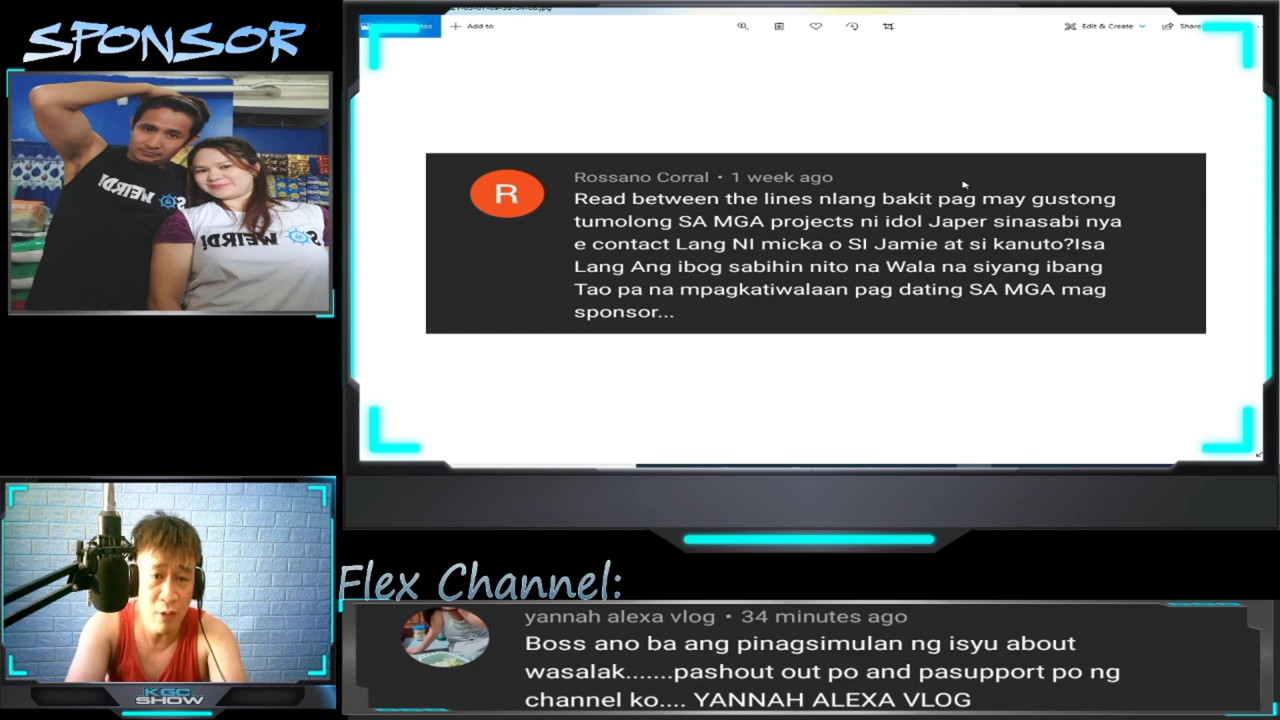 SPONSOR
Add to
Edit & Create
Share
WEIRD!
WEIRD! SO
R
Rossano Corral • 1 week ago
Read between the lines nlang bakit pag may gustong
tumolong SA MGA projects ni idol Japer sinasabi nya
e contact Lang NI micka o SI Jamie at si kanuto?Isa
Lang Ang ibog sabihin nito na Wala na siyang ibang
Tao pa na mpagkatiwalaan pag dating SA MGA mag
sponsor...
KGC
SHOW
Flex Channel:
yannah alexa vlog • 34 minutes ago
Boss ano ba ang pinagsimulan ng isyu about
wasalak.......pashout out po and pasupport po ng
channel ko.... YANNAH ALEXA VLOG